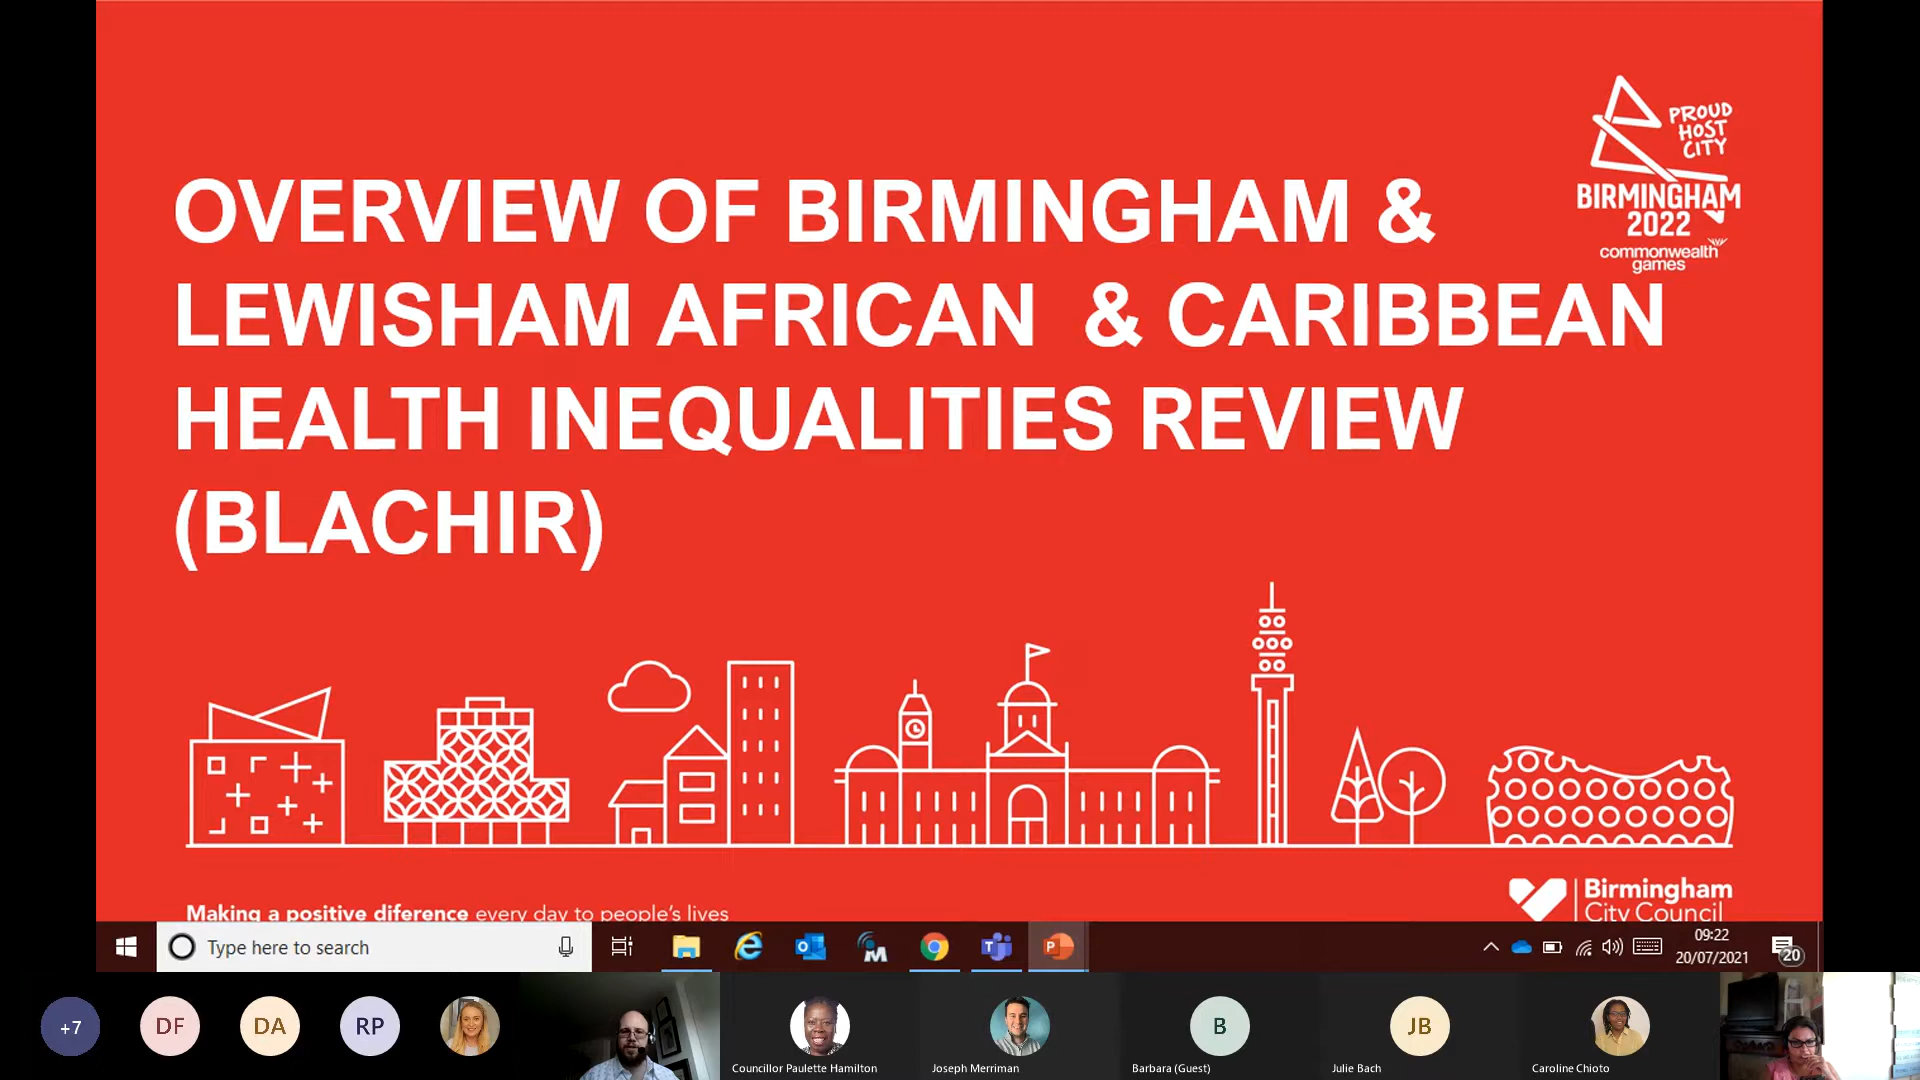 PROUD
HOST
CITY
BIRMINGHAM
2022
commonwealth
games
OVERVIEW OF BIRMINGHAM &
LEWISHAM AFRICAN & CARIBBEAN
HEALTH INEQUALITIES REVIEW
(BLACHIR)
Making a positive diference every day to people's lives
Birmingham
City Council
Type here to search
09:22
20/07/2021
20
+7
DF
DA
RP
B
JB
Councillor Paulette Hamilton
Joseph Merriman
Barbara (Guest)
Julie Bach
Caroline Chioto